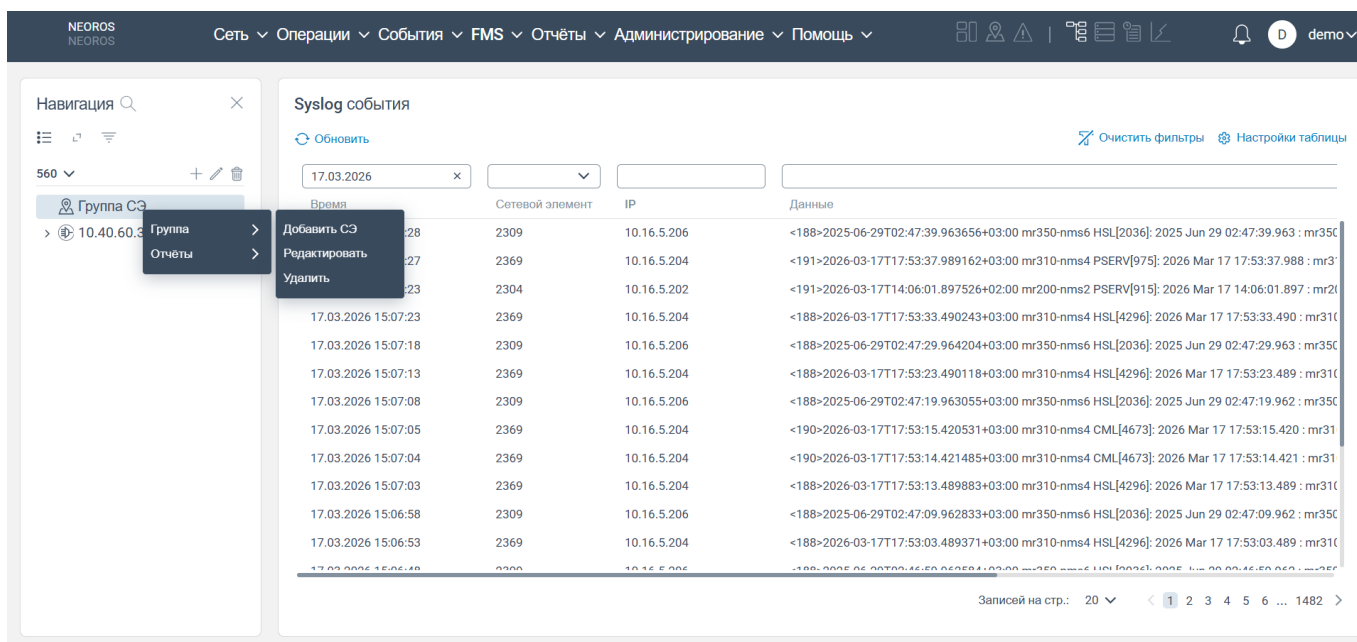 NEOROS
NEOROS
Сеть Операции События FMS Отчёты Администрирование Помощь
D demo
Навигация
560
Группа СЭ
10.40.60.3
Группа
Отчёты
Добавить СЭ
Редактировать
Удалить
Syslog события
Обновить
Очистить фильтры Настройки таблицы
17.03.2026
Время Сетевой элемент IP Данные
:28 2309 10.16.5.206 <188>2025-06-29T02:47:39.963656+03:00 mr350-nms6 HSL[2036]: 2025 Jun 29 02:47:39.963 : mr350
:27 2369 10.16.5.204 <191>2026-03-17T17:53:37.989162+03:00 mr310-nms4 PSERV[975]: 2026 Mar 17 17:53:37.988 : mr31
:23 2304 10.16.5.202 <191>2026-03-17T14:06:01.897526+02:00 mr200-nms2 PSERV[915]: 2026 Mar 17 14:06:01.897 : mr20
17.03.2026 15:07:23 2369 10.16.5.204 <188>2026-03-17T17:53:33.490243+03:00 mr310-nms4 HSL[4296]: 2026 Mar 17 17:53:33.490 : mr310
17.03.2026 15:07:18 2309 10.16.5.206 <188>2025-06-29T02:47:29.964204+03:00 mr350-nms6 HSL[2036]: 2025 Jun 29 02:47:29.963 : mr350
17.03.2026 15:07:13 2369 10.16.5.204 <188>2026-03-17T17:53:23.490118+03:00 mr310-nms4 HSL[4296]: 2026 Mar 17 17:53:23.489 : mr310
17.03.2026 15:07:08 2309 10.16.5.206 <188>2025-06-29T02:47:19.963055+03:00 mr350-nms6 HSL[2036]: 2025 Jun 29 02:47:19.962 : mr350
17.03.2026 15:07:05 2369 10.16.5.204 <190>2026-03-17T17:53:15.420531+03:00 mr310-nms4 CML[4673]: 2026 Mar 17 17:53:15.420 : mr31
17.03.2026 15:07:04 2369 10.16.5.204 <190>2026-03-17T17:53:14.421485+03:00 mr310-nms4 CML[4673]: 2026 Mar 17 17:53:14.421 : mr31
17.03.2026 15:07:03 2369 10.16.5.204 <188>2026-03-17T17:53:13.489883+03:00 mr310-nms4 HSL[4296]: 2026 Mar 17 17:53:13.489 : mr310
17.03.2026 15:06:58 2309 10.16.5.206 <188>2025-06-29T02:47:09.962833+03:00 mr350-nms6 HSL[2036]: 2025 Jun 29 02:47:09.962 : mr350
17.03.2026 15:06:53 2369 10.16.5.204 <188>2026-03-17T17:53:03.489371+03:00 mr310-nms4 HSL[4296]: 2026 Mar 17 17:53:03.489 : mr310
Записей на стр.: 20 < 1 2 3 4 5 6 ... 1482 >